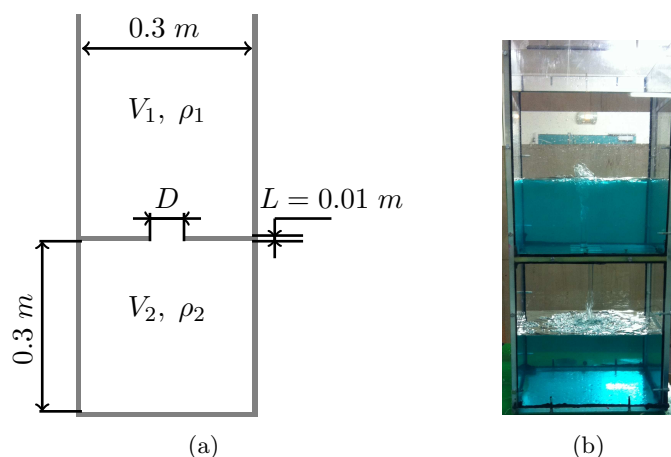 0.3 m
V₁, ρ₁
D
L = 0.01 m
0.3 m
V₂, ρ₂
(a)
(b)